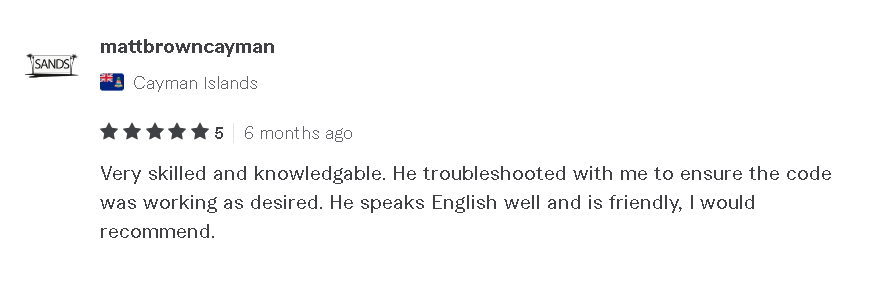 mattbrowncayman
SANDS
Cayman Islands
5 6 months ago
Very skilled and knowledgable. He troubleshooted with me to ensure the code
was working as desired. He speaks English well and is friendly, I would
recommend.